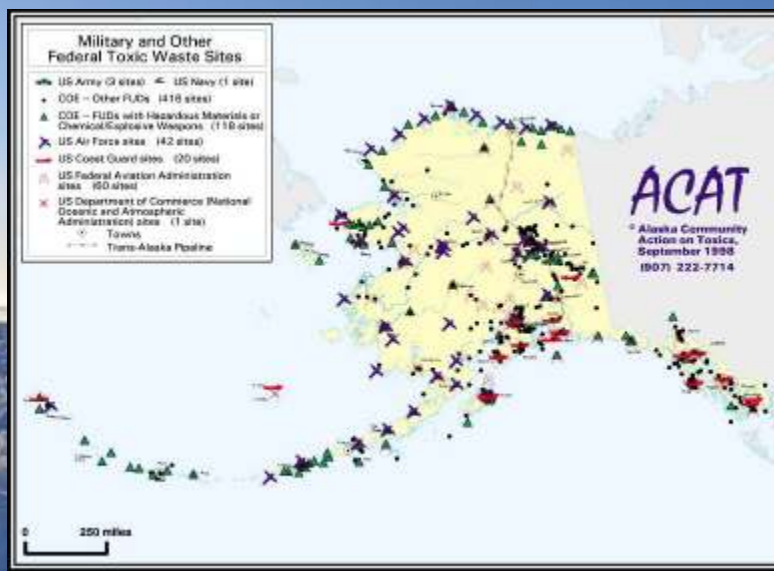 Military and Other
Federal Toxic Waste Sites
US Army (3 sites) US Navy (1 site)
COE - Other FUDs (416 sites)
COE - FUDs with Hazardous Materials or
Chemical/Explosive Weapons (118 sites)
US Air Force sites (42 sites)
US Coast Guard sites (20 sites)
US Federal Aviation Administration
sites (60 sites)
US Department of Commerce (National
Oceanic and Atmospheric
Administration) sites (1 site)
Towns
Trans-Alaska Pipeline
ACAT
© Alaska Community
Action on Toxics,
September 1998
(907) 222-7714
0 250 miles